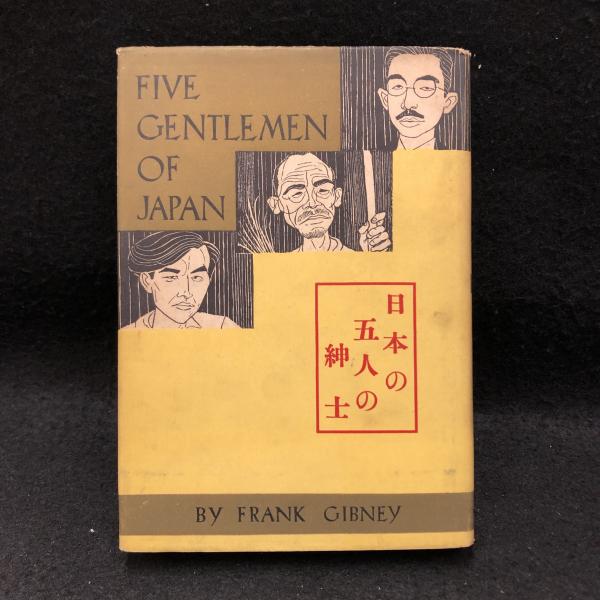 FIVE
GENTLEMEN
OF
JAPAN
日本の
五人の
紳士
BY FRANK GIBNEY